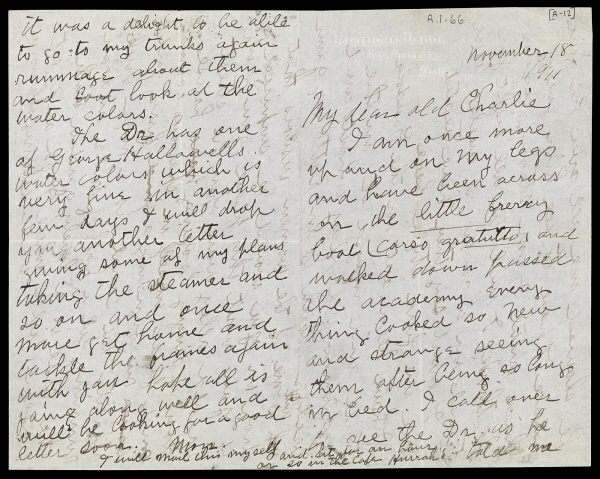 A.1.66
[A-12]
November 18
1911
My dear old Charlie
I am once more
up and on my legs
and have been across
on the little ferry
boat (corso gratutto) and
walked down passed
the academy every
thing looked so new
and strange seeing
them after being so long
in bed. I call over
to see the Dr. as he
told me
It was a delight to be able
to go to my trunks again
rummage about them
and look at the
water colors.
The Dr. has one
of George Hallowells
water colors which is
very fine in another
few days I will drop
you another letter
giving some of my plans
taking the steamer and
so on and once
more get home and
tackle the frames again
with you hope all is
going along well and
will be looking for a good
letter soon. Mow.
I will mail this myself and sit for an hour
or so in the Cafe Hurrah!